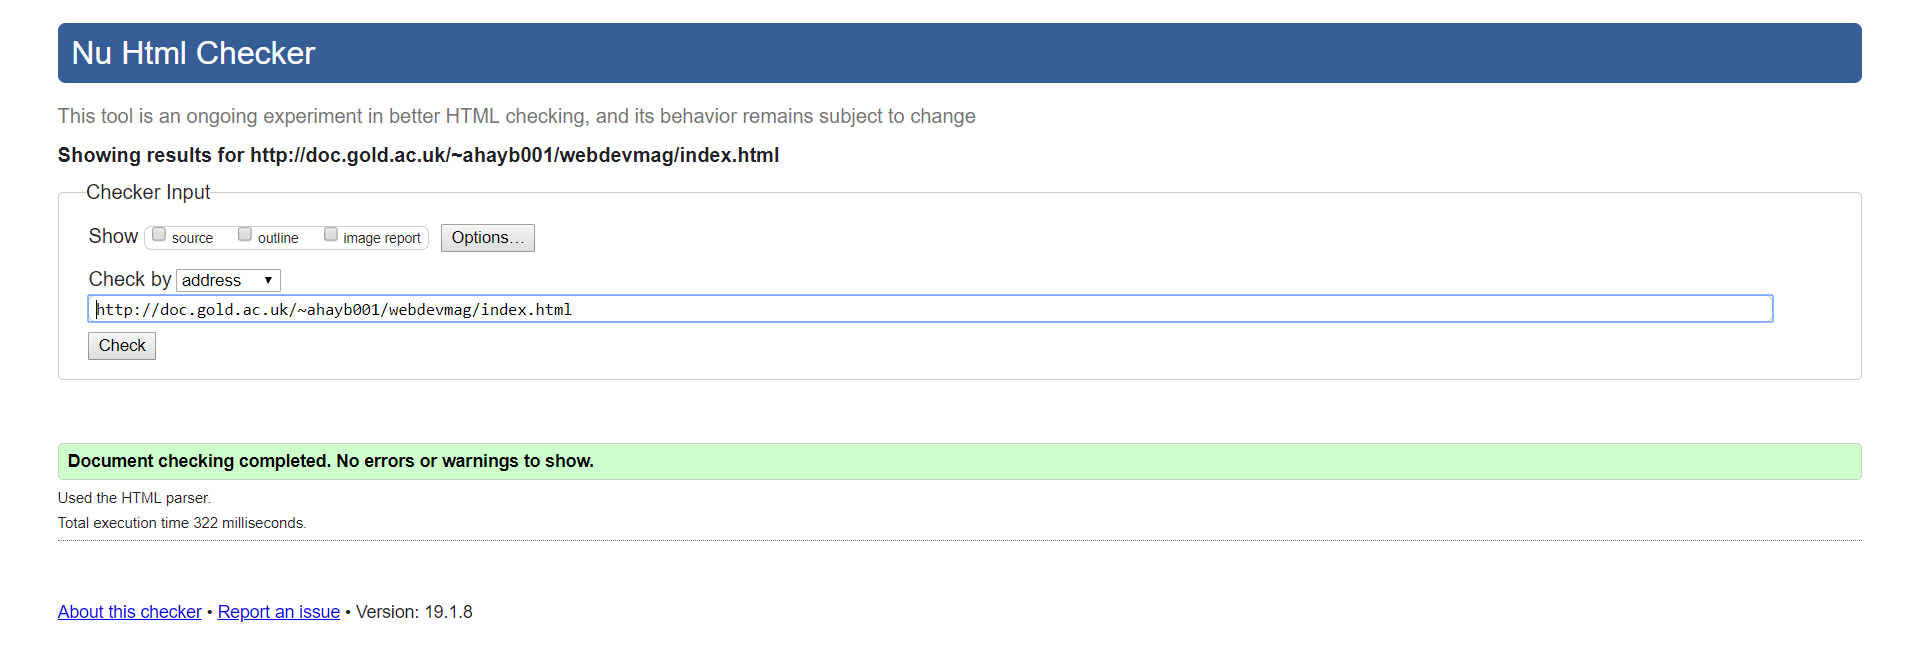 Nu Html Checker
This tool is an ongoing experiment in better HTML checking, and its behavior remains subject to change
Showing results for http://doc.gold.ac.uk/~ahayb001/webdevmag/index.html
Checker Input
Show source outline image report Options…
Check by address
http://doc.gold.ac.uk/~ahayb001/webdevmag/index.html
Check
Document checking completed. No errors or warnings to show.
Used the HTML parser.
Total execution time 322 milliseconds.
About this checker • Report an issue • Version: 19.1.8